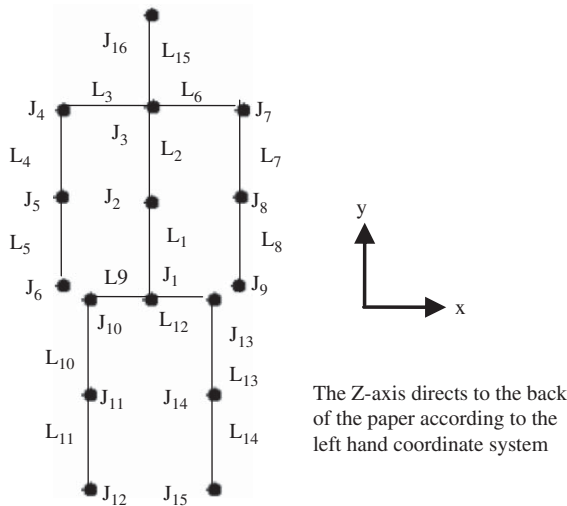 J16 L15
L3 L6
J4 J7
J3
L4 L2 L7
J5 J2 J8
L5 L1 L8
L9 J1
J6 J9
J10 L12 J13
L10 L13
J11 J14
L11 L14
J12 J15
y
x
The Z-axis directs to the back
of the paper according to the
left hand coordinate system